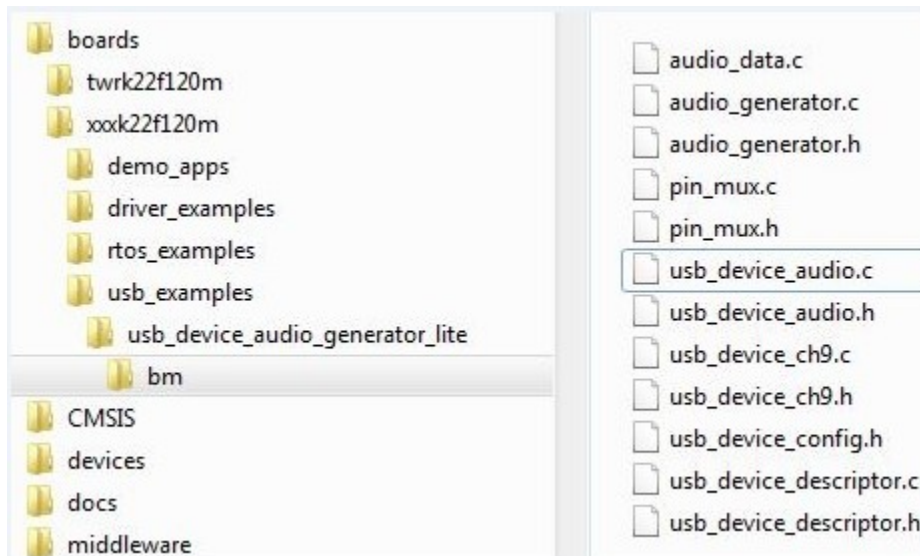 boards
twrk22f120m
xxxk22f120m
demo_apps
driver_examples
rtos_examples
usb_examples
usb_device_audio_generator_lite
bm
CMSIS
devices
docs
middleware
audio_data.c
audio_generator.c
audio_generator.h
pin_mux.c
pin_mux.h
usb_device_audio.c
usb_device_audio.h
usb_device_ch9.c
usb_device_ch9.h
usb_device_config.h
usb_device_descriptor.c
usb_device_descriptor.h